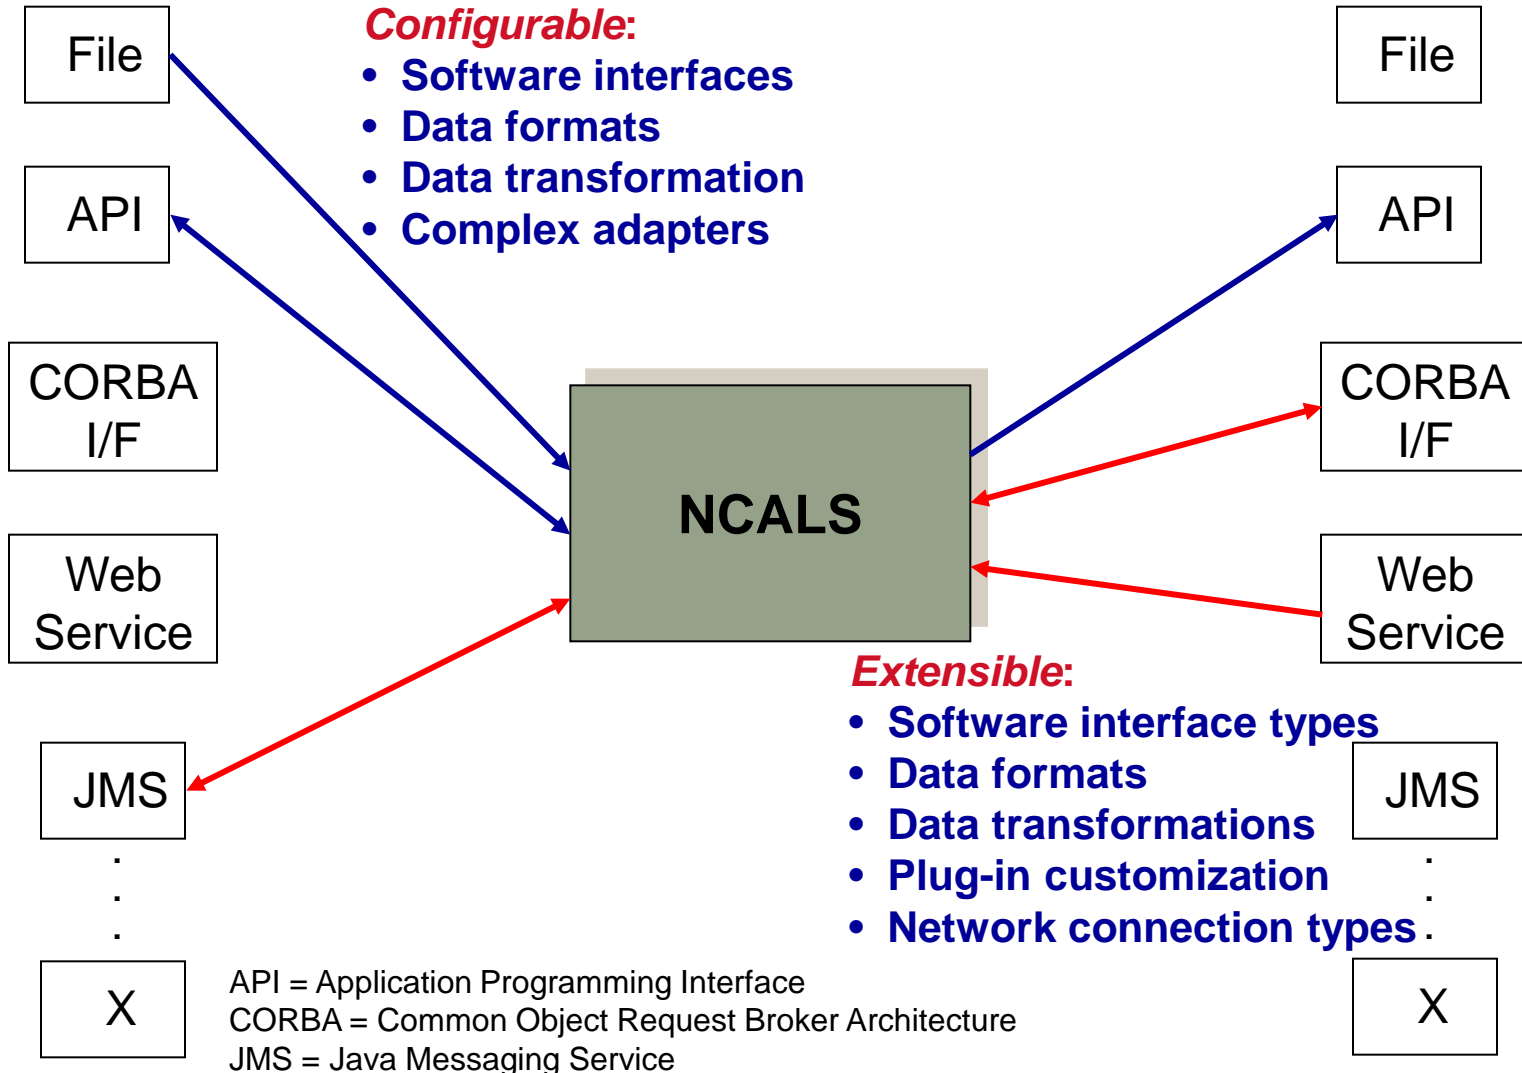 File
API
CORBA
I/F
Web
Service
JMS
.
.
.
X
Configurable:
• Software interfaces
• Data formats
• Data transformation
• Complex adapters
NCALS
Extensible:
• Software interface types
• Data formats
• Data transformations
• Plug-in customization
• Network connection types
File
API
CORBA
I/F
Web
Service
JMS
.
.
.
X
API = Application Programming Interface
CORBA = Common Object Request Broker Architecture
JMS = Java Messaging Service